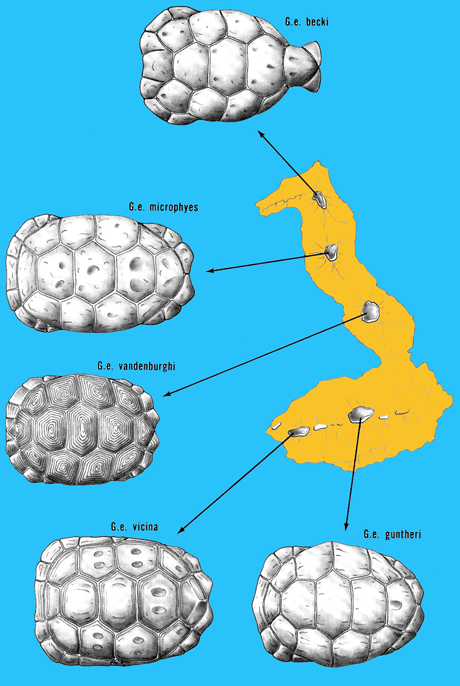 G.e. becki
G.e. microphyes
G.e. vandenburghi
G.e. vicina
G.e. guntheri